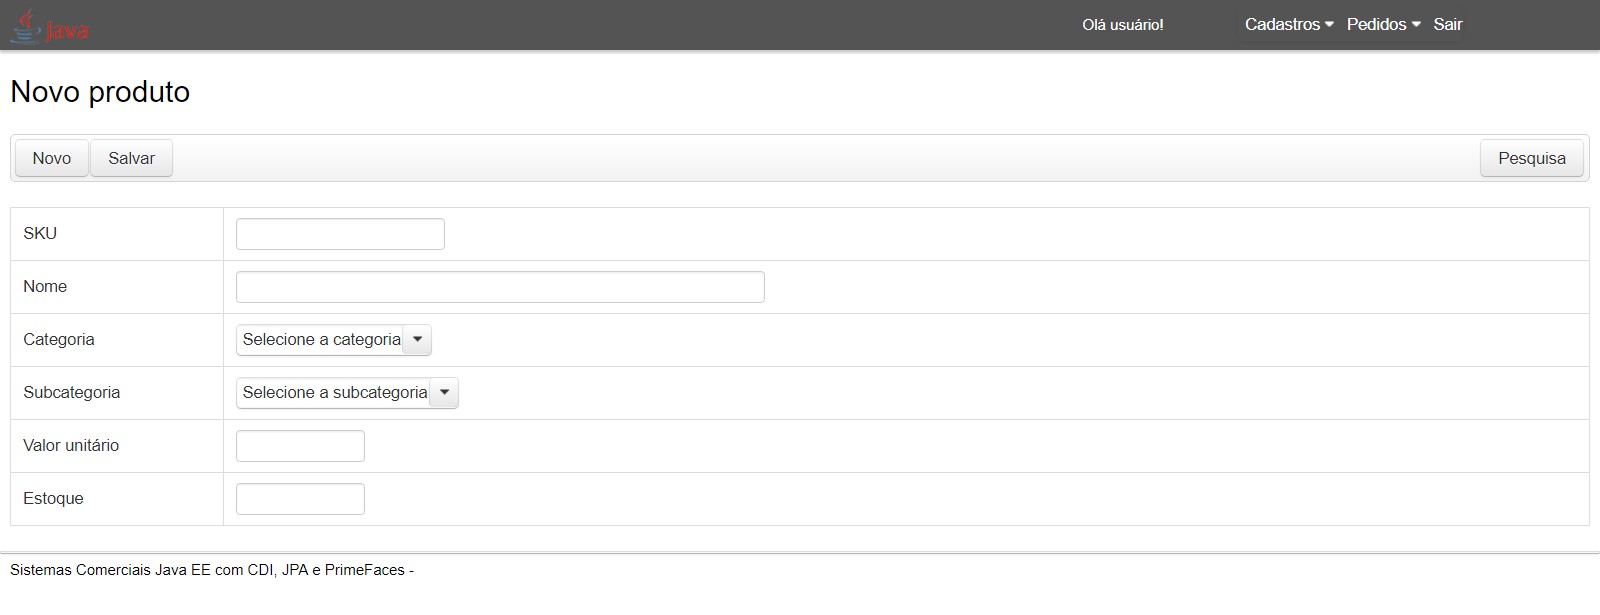 Java
Olá usuário!
Cadastros Pedidos Sair
Novo produto
Novo Salvar Pesquisa
SKU
Nome
Categoria Selecione a categoria
Subcategoria Selecione a subcategoria
Valor unitário
Estoque
Sistemas Comerciais Java EE com CDI, JPA e PrimeFaces -